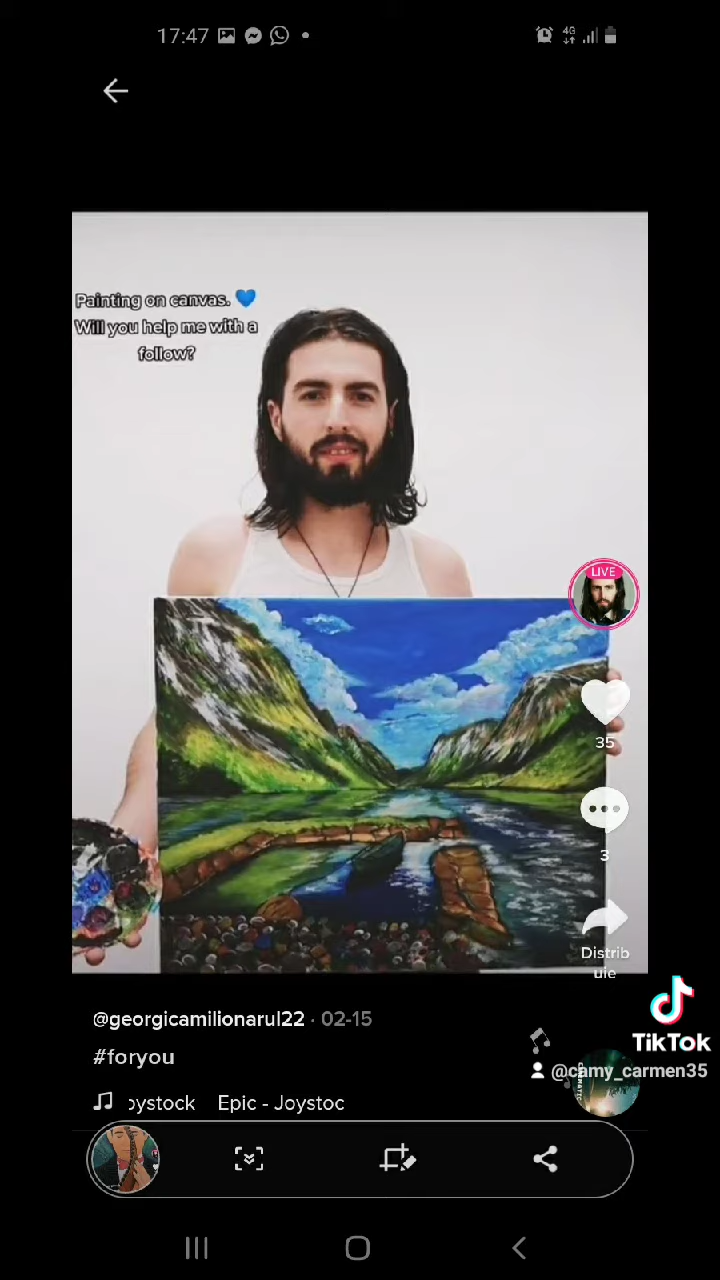 17:47
4G
Painting on canvas. 💙
Will you help me with a
follow?
LIVE
35
3
Distrib
uie
@georgicamilionarul22 · 02-15
TikTok
#foryou
@camy_carmen35
oystock Epic - Joystoc